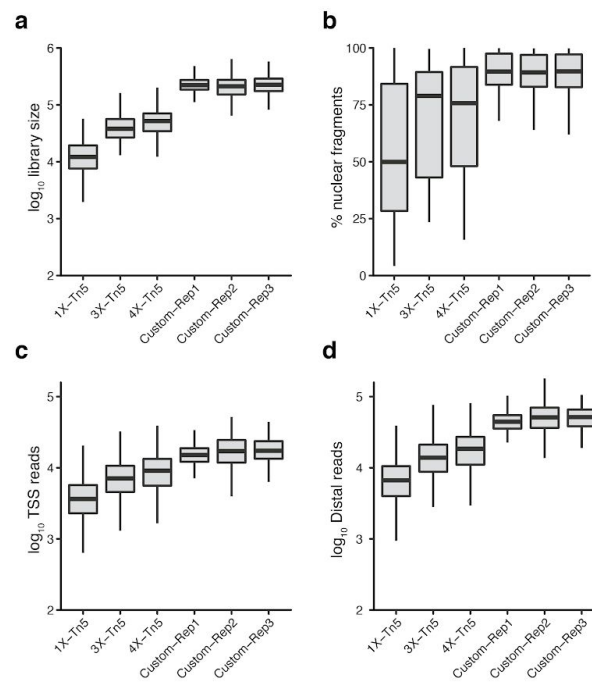 a
log10 library size
6
5
4
3
2
1X–Tn5
3X–Tn5
4X–Tn5
Custom–Rep1
Custom–Rep2
Custom–Rep3
b
% nuclear fragments
100
75
50
25
0
1X–Tn5
3X–Tn5
4X–Tn5
Custom–Rep1
Custom–Rep2
Custom–Rep3
c
log10 TSS reads
5
4
3
2
1X–Tn5
3X–Tn5
4X–Tn5
Custom–Rep1
Custom–Rep2
Custom–Rep3
d
log10 Distal reads
5
4
3
2
1X–Tn5
3X–Tn5
4X–Tn5
Custom–Rep1
Custom–Rep2
Custom–Rep3